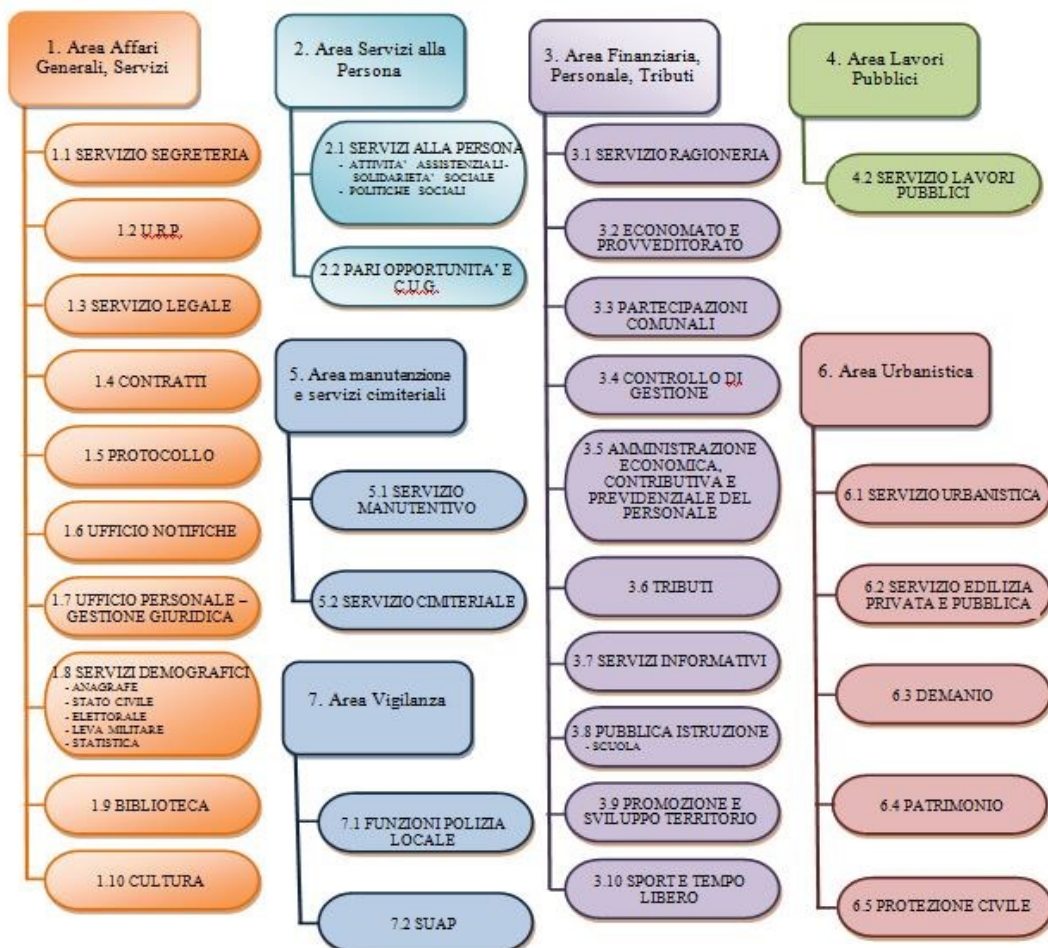 1. Area Affari
Generali, Servizi
1.1 SERVIZIO SEGRETERIA
1.2 U.R.P.
1.3 SERVIZIO LEGALE
1.4 CONTRATTI
1.5 PROTOCOLLO
1.6 UFFICIO NOTIFICHE
1.7 UFFICIO PERSONALE –
GESTIONE GIURIDICA
1.8 SERVIZI DEMOGRAFICI
- ANAGRAFE
- STATO CIVILE
- ELETTORALE
- LEVA MILITARE
- STATISTICA
1.9 BIBLIOTECA
1.10 CULTURA
2. Area Servizi alla
Persona
2.1 SERVIZI ALLA PERSONA
- ATTIVITA' ASSISTENZIALI-
SOLIDARIETA' SOCIALE
- POLITICHE SOCIALI
2.2 PARI OPPORTUNITA' E
C.U.G.
3. Area Finanziaria,
Personale, Tributi
3.1 SERVIZIO RAGIONERIA
3.2 ECONOMATO E
PROVVEDITORATO
3.3 PARTECIPAZIONI
COMUNALI
3.4 CONTROLLO DI
GESTIONE
3.5 AMMINISTRAZIONE
ECONOMICA,
CONTRIBUTIVA E
PREVIDENZIALE DEL
PERSONALE
3.6 TRIBUTI
3.7 SERVIZI INFORMATIVI
3.8 PUBBLICA ISTRUZIONE
- SCUOLA
3.9 PROMOZIONE E
SVILUPPO TERRITORIO
3.10 SPORT E TEMPO
LIBERO
4. Area Lavori
Pubblici
4.2 SERVIZIO LAVORI
PUBBLICI
5. Area manutenzione
e servizi cimiteriali
5.1 SERVIZIO
MANUTENTIVO
5.2 SERVIZIO CIMITERIALE
6. Area Urbanistica
6.1 SERVIZIO URBANISTICA
6.2 SERVIZIO EDILIZIA
PRIVATA E PUBBLICA
6.3 DEMANIO
6.4 PATRIMONIO
6.5 PROTEZIONE CIVILE
7. Area Vigilanza
7.1 FUNZIONI POLIZIA
LOCALE
7.2 SUAP